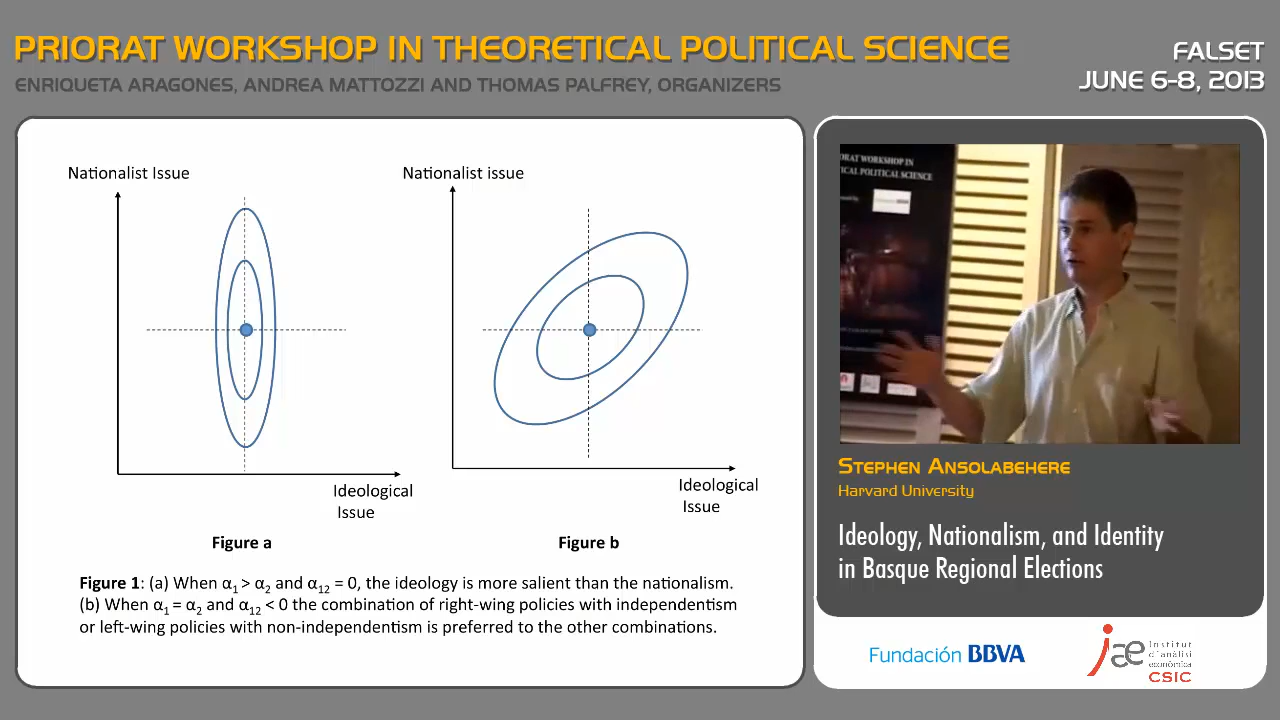 PRIORAT WORKSHOP IN THEORETICAL POLITICAL SCIENCE
ENRIQUETA ARAGONES, ANDREA MATTOZZI AND THOMAS PALFREY, ORGANIZERS
FALSET
JUNE 6-8, 2013
Nationalist Issue
Ideological
Issue
Figure a
Nationalist issue
Ideological
Issue
Figure b
Figure 1: (a) When α1 > α2 and α12 = 0, the ideology is more salient than the nationalism.
(b) When α1 = α2 and α12 < 0 the combination of right-wing policies with independentism
or left-wing policies with non-independentism is preferred to the other combinations.
ORAT WORKSHOP IN
ICAL POLITICAL SCIENCE
STEPHEN ANSOLABEHERE
Harvard University
Ideology, Nationalism, and Identity
in Basque Regional Elections
Fundación BBVA
iae
Institut
d'anàlisi
econòmica
CSIC